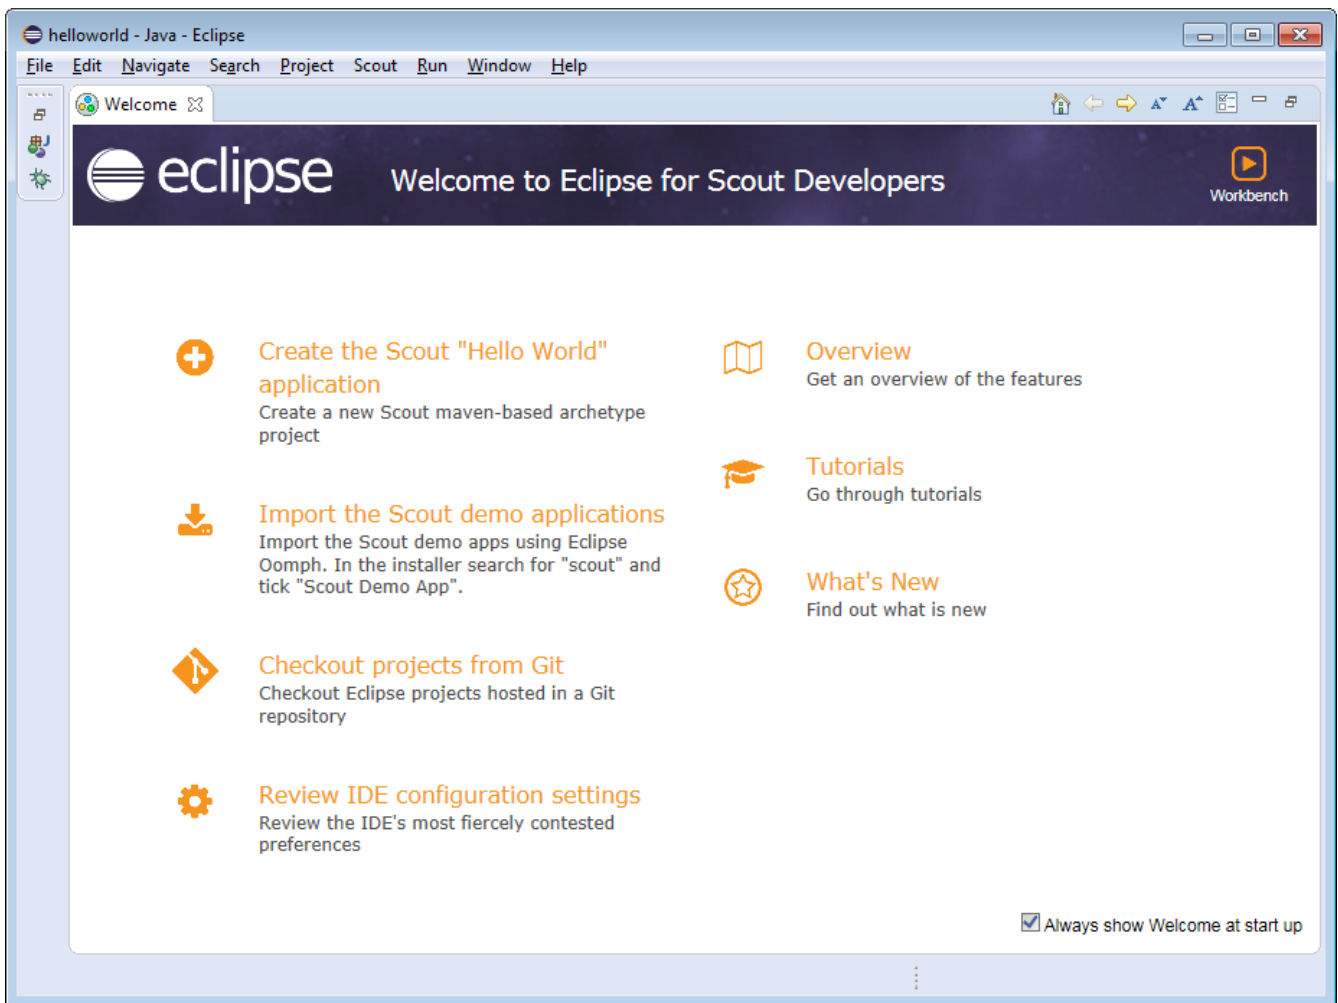 helloworld - Java - Eclipse
File Edit Navigate Search Project Scout Run Window Help
Welcome
eclipse Welcome to Eclipse for Scout Developers
Workbench
Create the Scout "Hello World"
application
Create a new Scout maven-based archetype
project
Import the Scout demo applications
Import the Scout demo apps using Eclipse
Oomph. In the installer search for "scout" and
tick "Scout Demo App".
Checkout projects from Git
Checkout Eclipse projects hosted in a Git
repository
Review IDE configuration settings
Review the IDE's most fiercely contested
preferences
Overview
Get an overview of the features
Tutorials
Go through tutorials
What's New
Find out what is new
Always show Welcome at start up